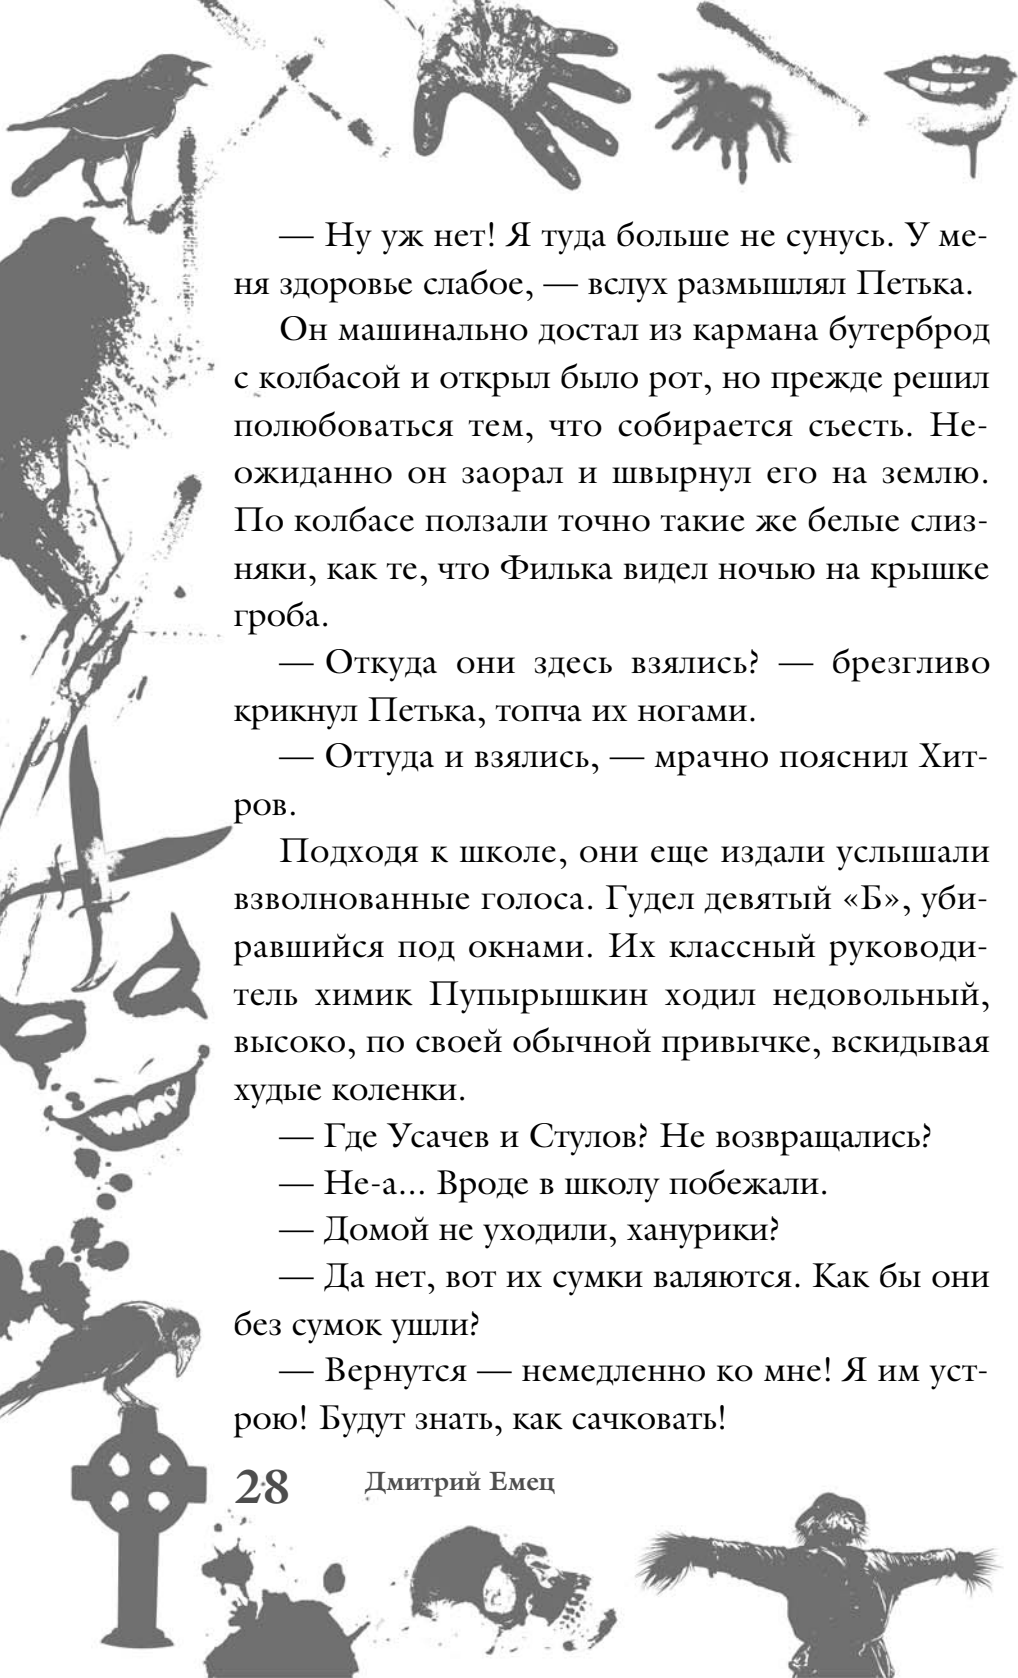 — Ну уж нет! Я туда больше не сунусь. У ме-
ня здоровье слабое, — вслух размышлял Петька.
Он машинально достал из кармана бутерброд
с колбасой и открыл было рот, но прежде решил
полюбоваться тем, что собирается съесть. Не-
ожиданно он заорал и швырнул его на землю.
По колбасе ползали точно такие же белые слиз-
няки, как те, что Филька видел ночью на крышке
гроба.
— Откуда они здесь взялись? — брезгливо
крикнул Петька, топча их ногами.
— Оттуда и взялись, — мрачно пояснил Хит-
ров.
Подходя к школе, они еще издали услышали
взволнованные голоса. Гудел девятый «Б», уби-
равшийся под окнами. Их классный руководи-
тель химик Пупырышкин ходил недовольный,
высоко, по своей обычной привычке, вскидывая
худые коленки.
— Где Усачев и Стулов? Не возвращались?
— Не-а... Вроде в школу побежали.
— Домой не уходили, ханурики?
— Да нет, вот их сумки валяются. Как бы они
без сумок ушли?
— Вернутся — немедленно ко мне! Я им уст-
рою! Будут знать, как сачковать!
28 Дмитрий Емец